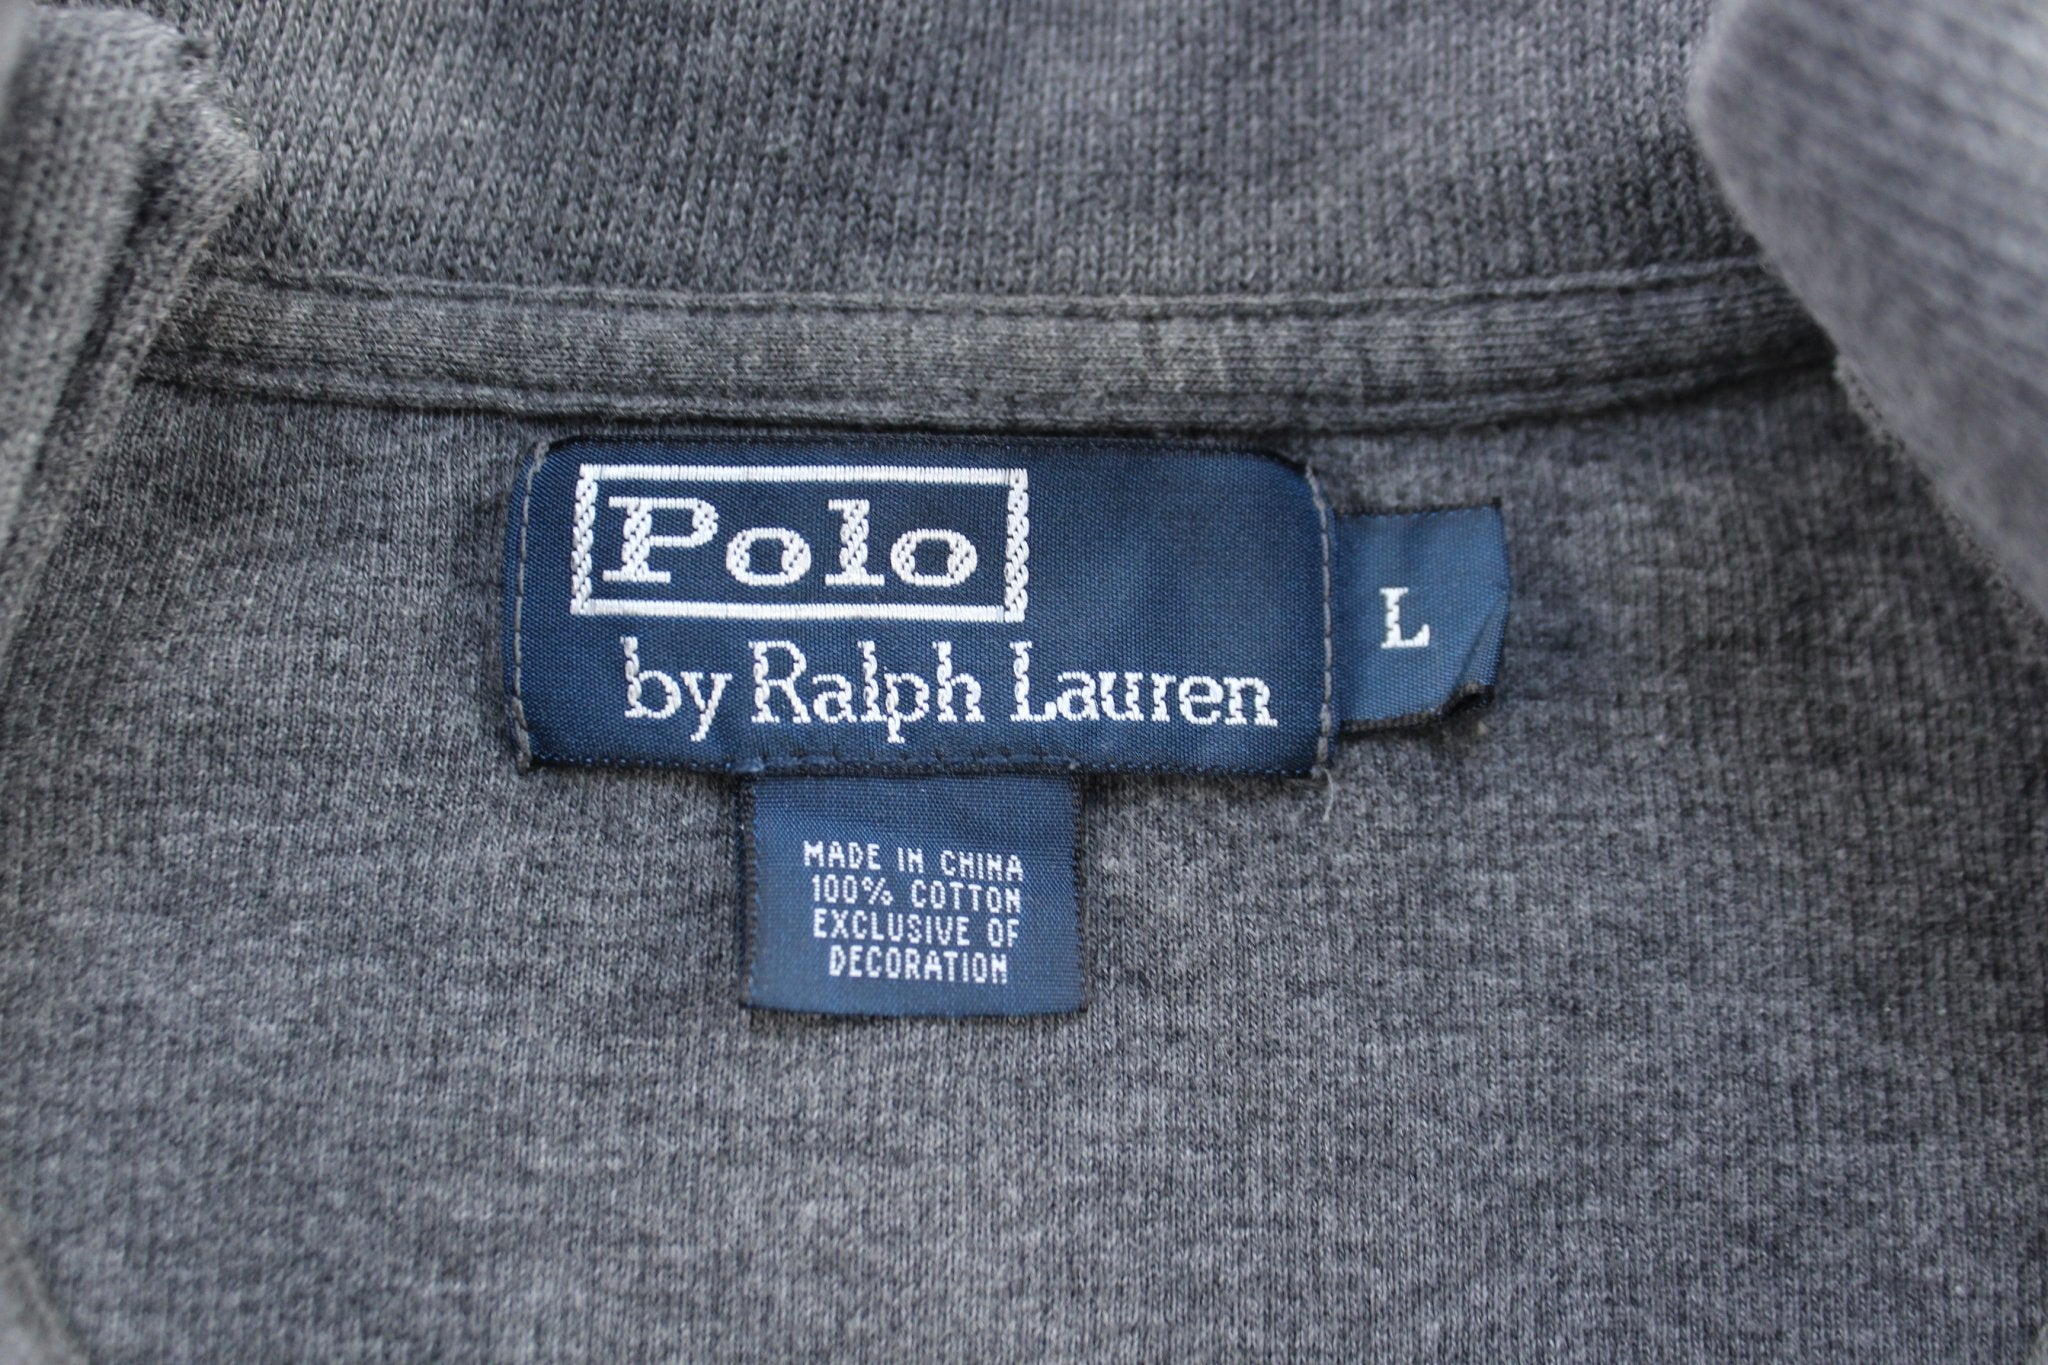 Polo
by Ralph Lauren
L
MADE IN CHINA
100% COTTON
EXCLUSIVE OF
DECORATION